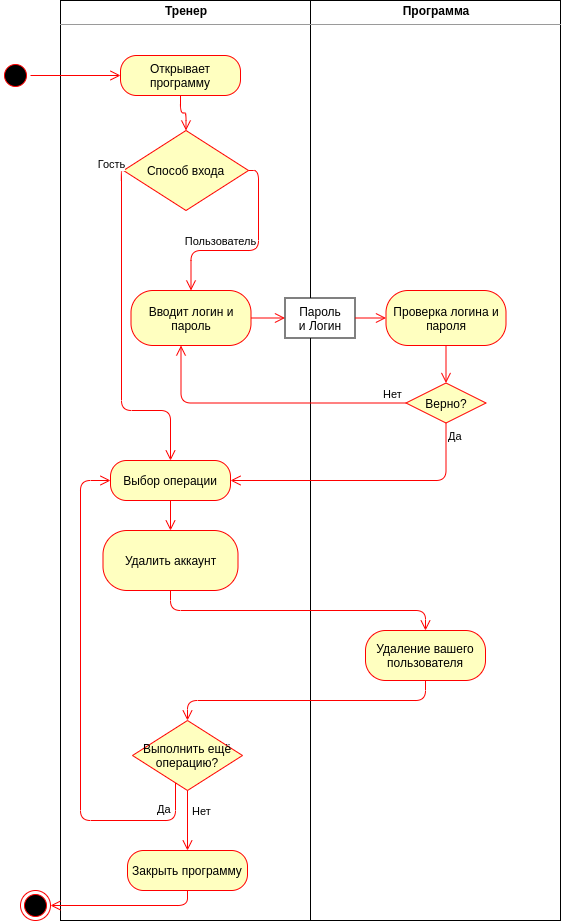 Тренер
Программа
Открывает
программу
Гость
Способ входа
Пользователь
Вводит логин и
пароль
Пароль
и Логин
Проверка логина и
пароля
Нет
Верно?
Да
Выбор операции
Удалить аккаунт
Удаление вашего
пользователя
Выполнить ещё
операцию?
Да
Нет
Закрыть программу